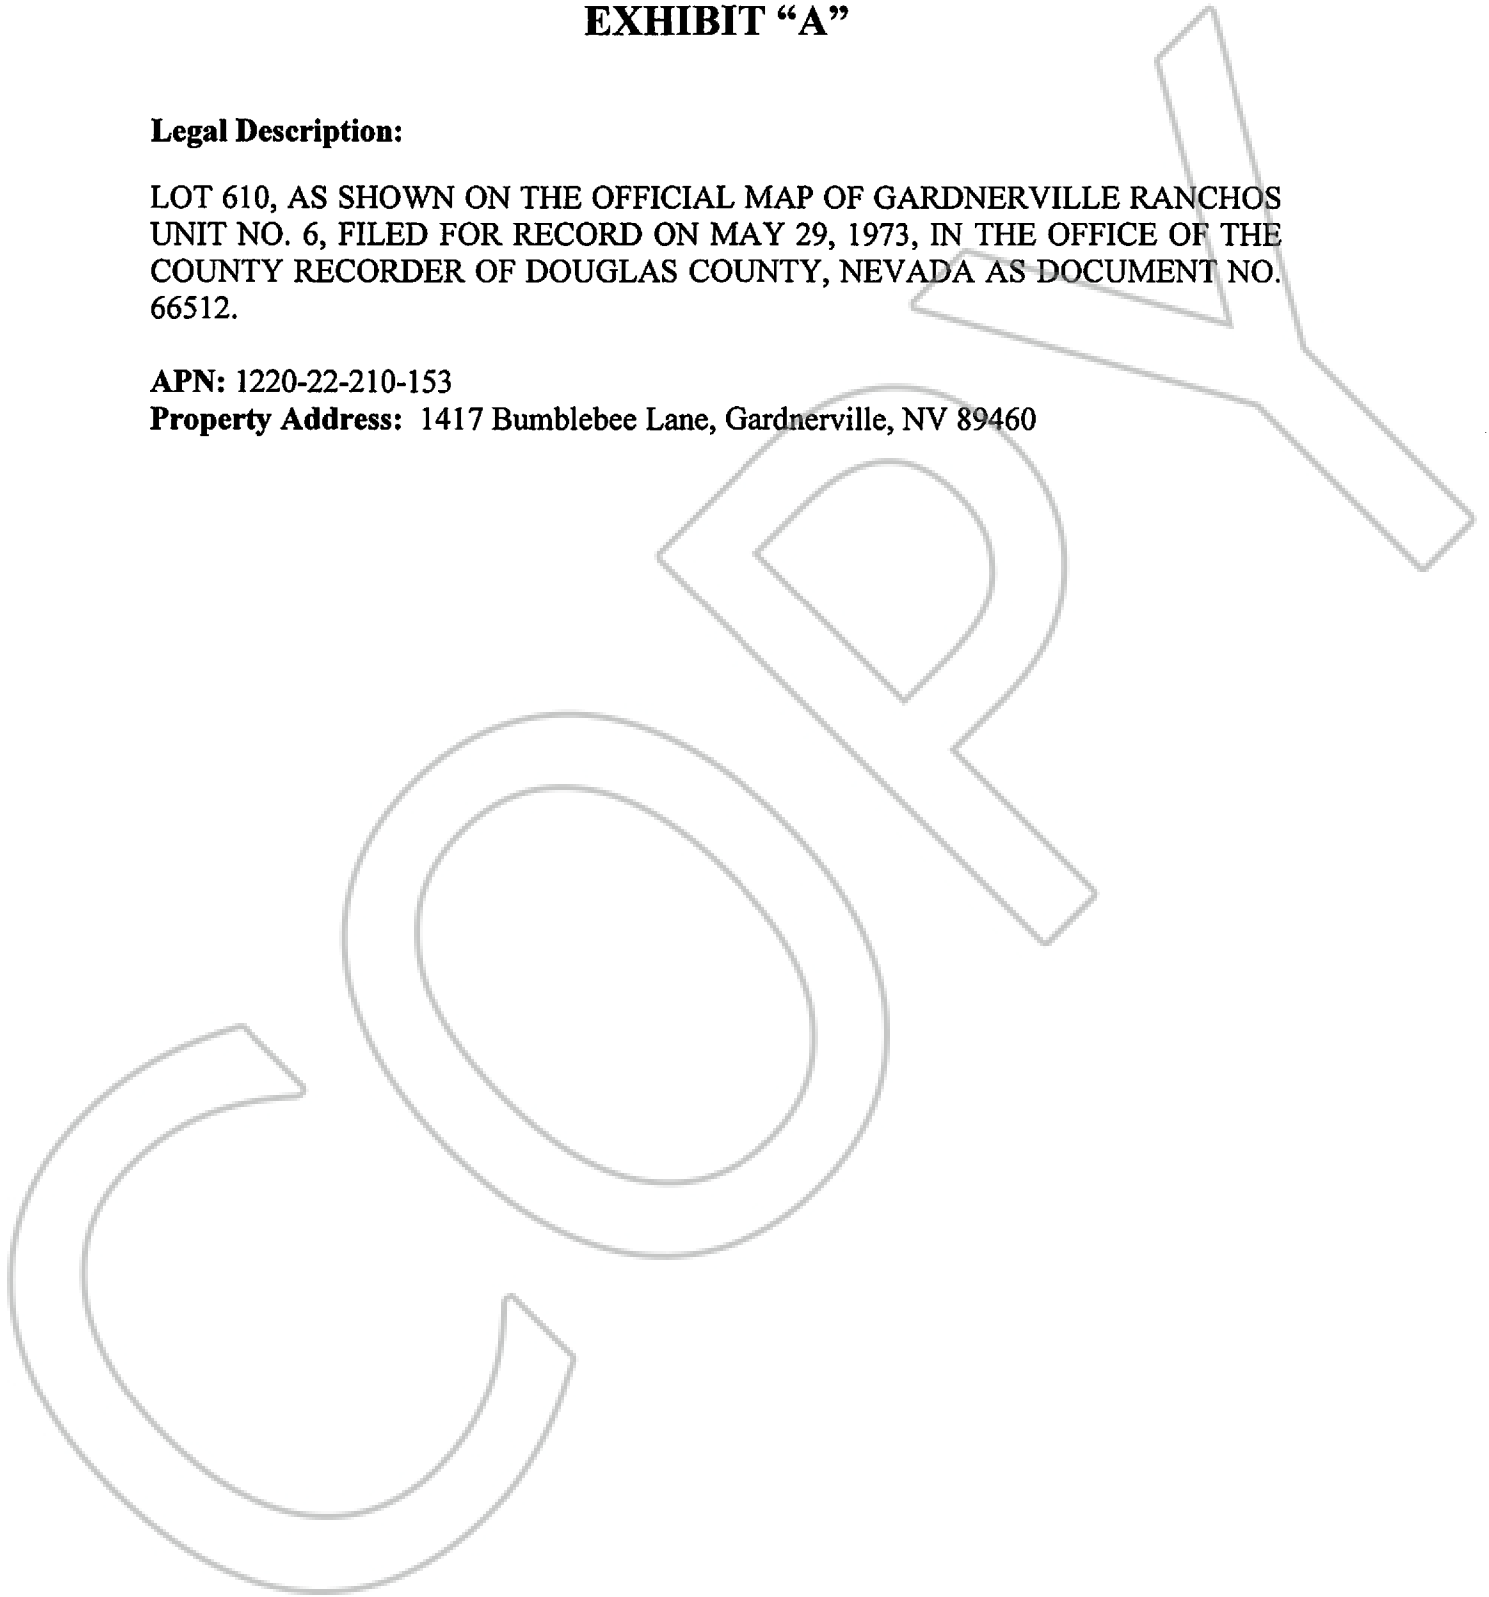 EXHIBIT “A”
Legal Description:
LOT 610, AS SHOWN ON THE OFFICIAL MAP OF GARDNERVILLE RANCHOS
UNIT NO. 6, FILED FOR RECORD ON MAY 29, 1973, IN THE OFFICE OF THE
COUNTY RECORDER OF DOUGLAS COUNTY, NEVADA AS DOCUMENT NO.
66512.
APN: 1220-22-210-153
Property Address: 1417 Bumblebee Lane, Gardnerville, NV 89460
COPY